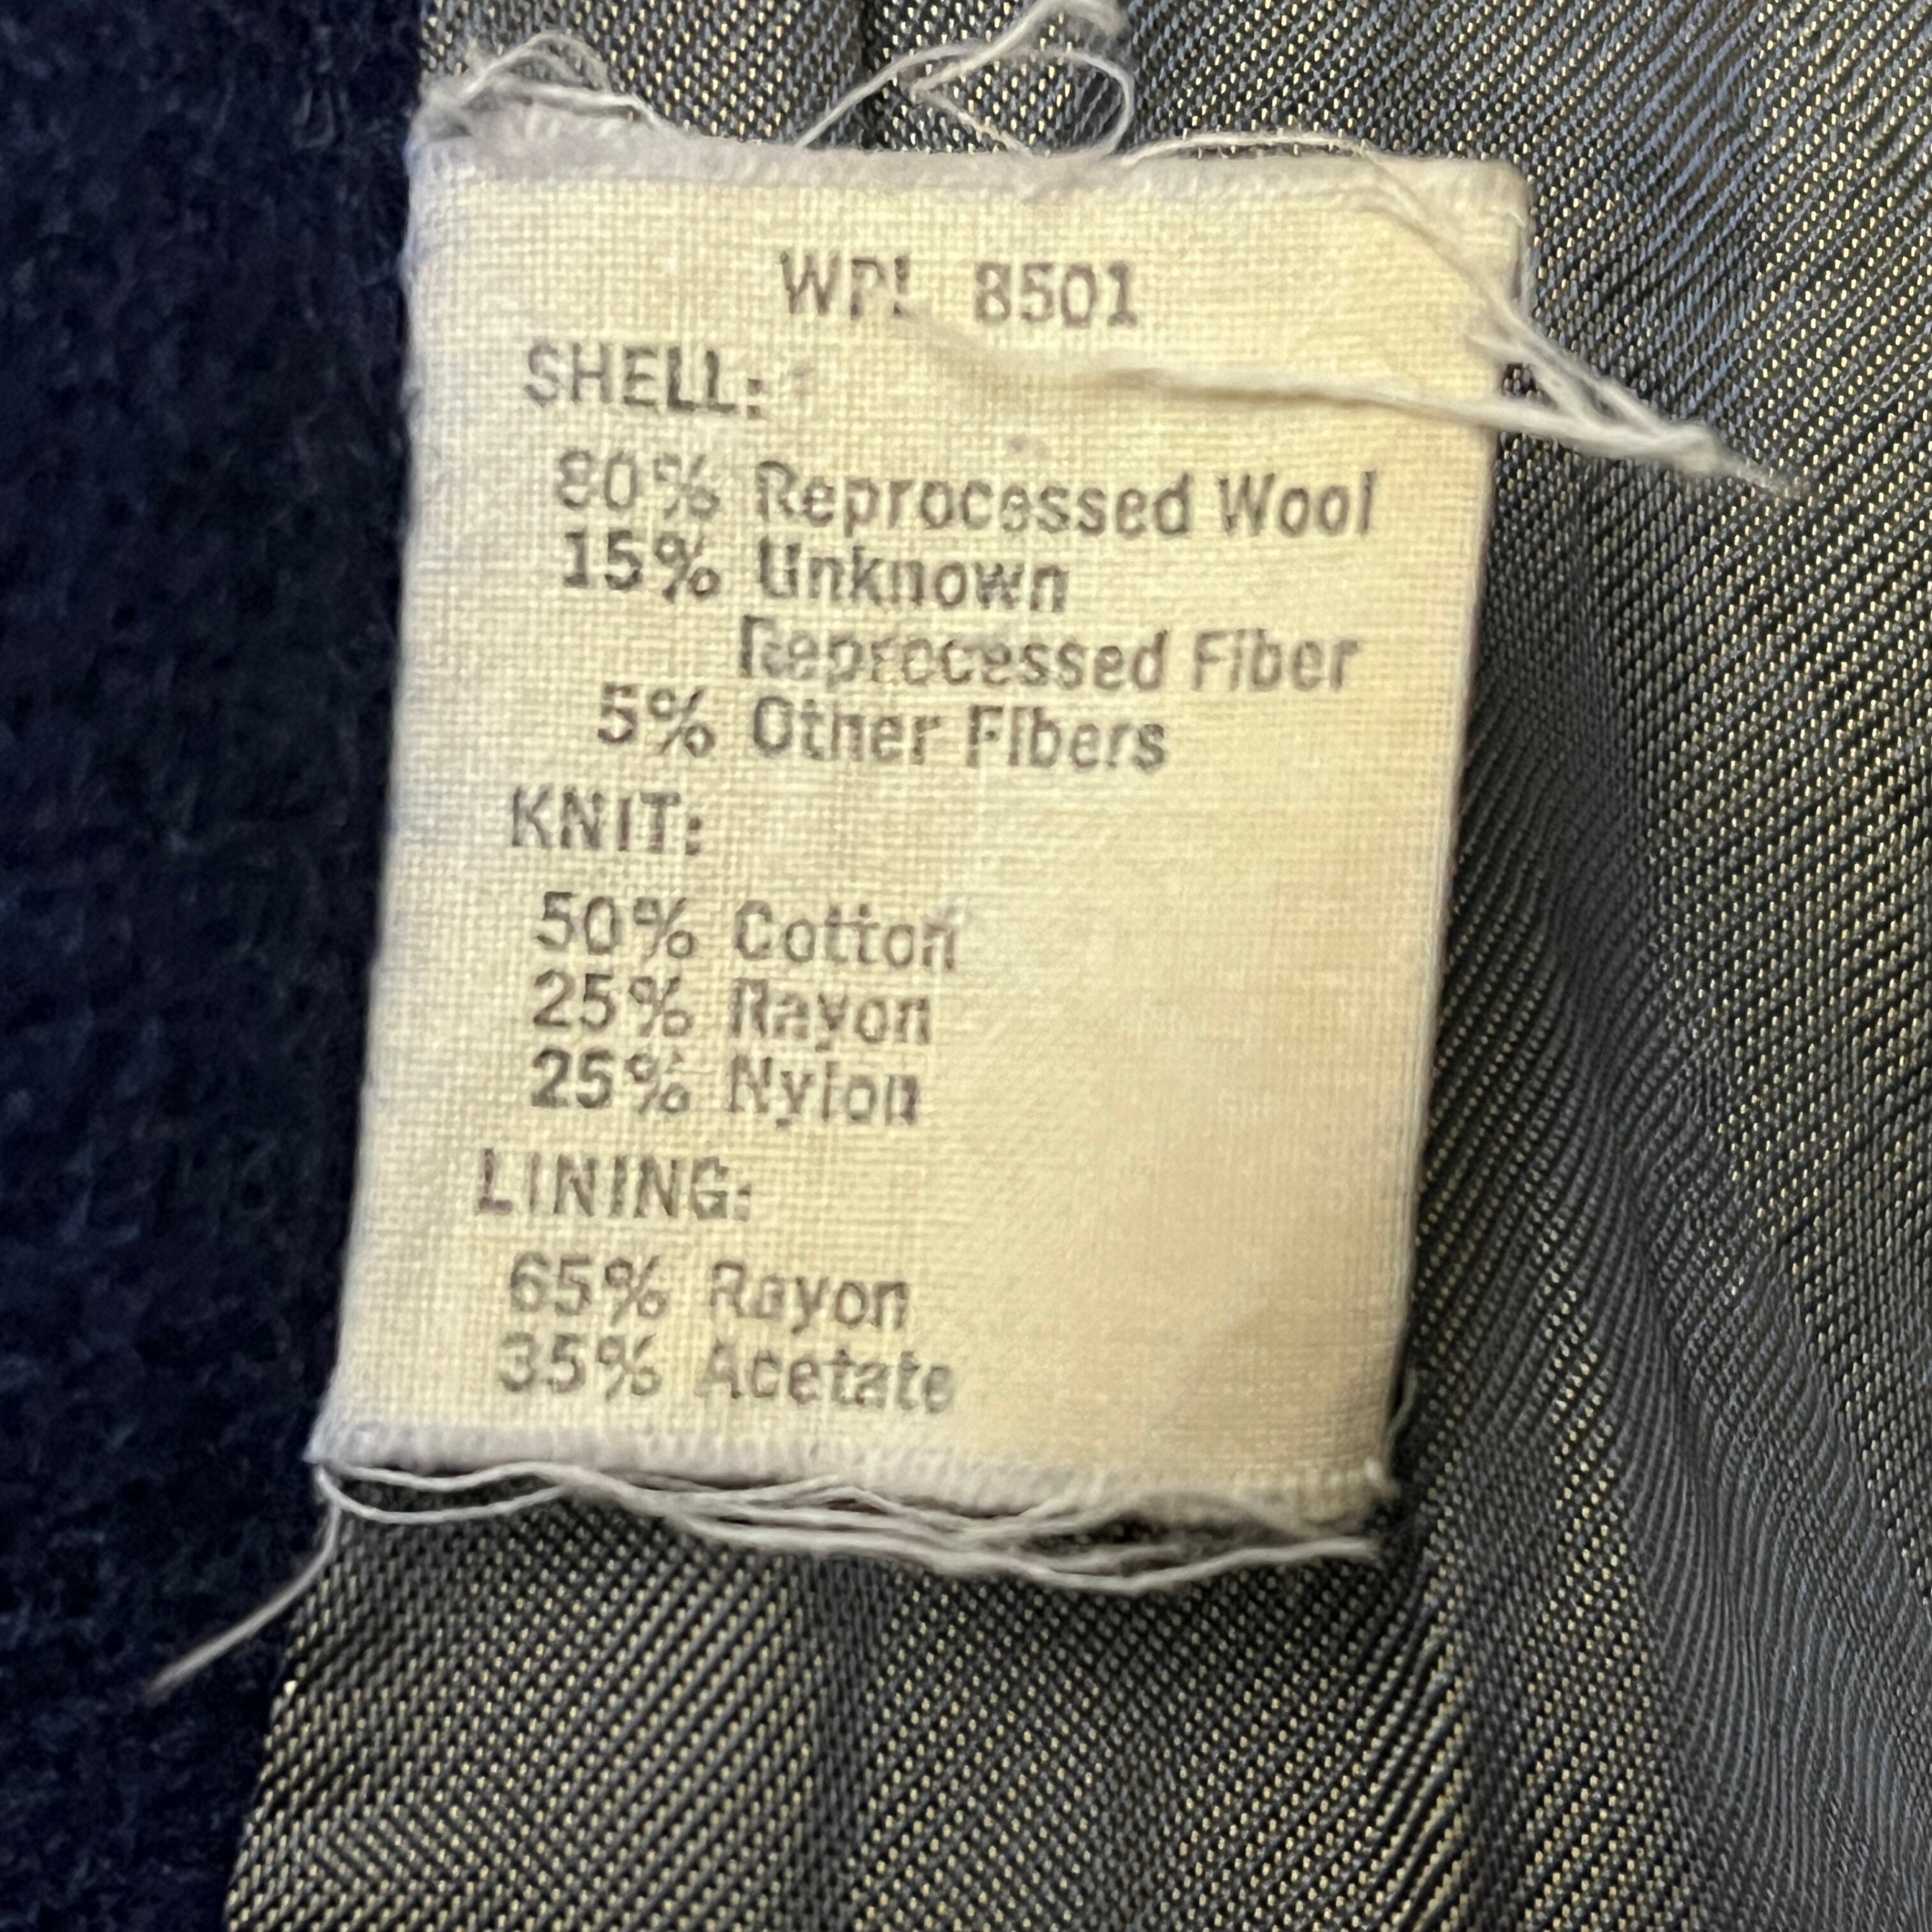 WPL 8501
SHELL:
80% Reprocessed Wool
15% Unknown
Reprocessed Fiber
5% Other Fibers
KNIT:
50% Cotton
25% Rayon
25% Nylon
LINING:
65% Rayon
35% Acetate